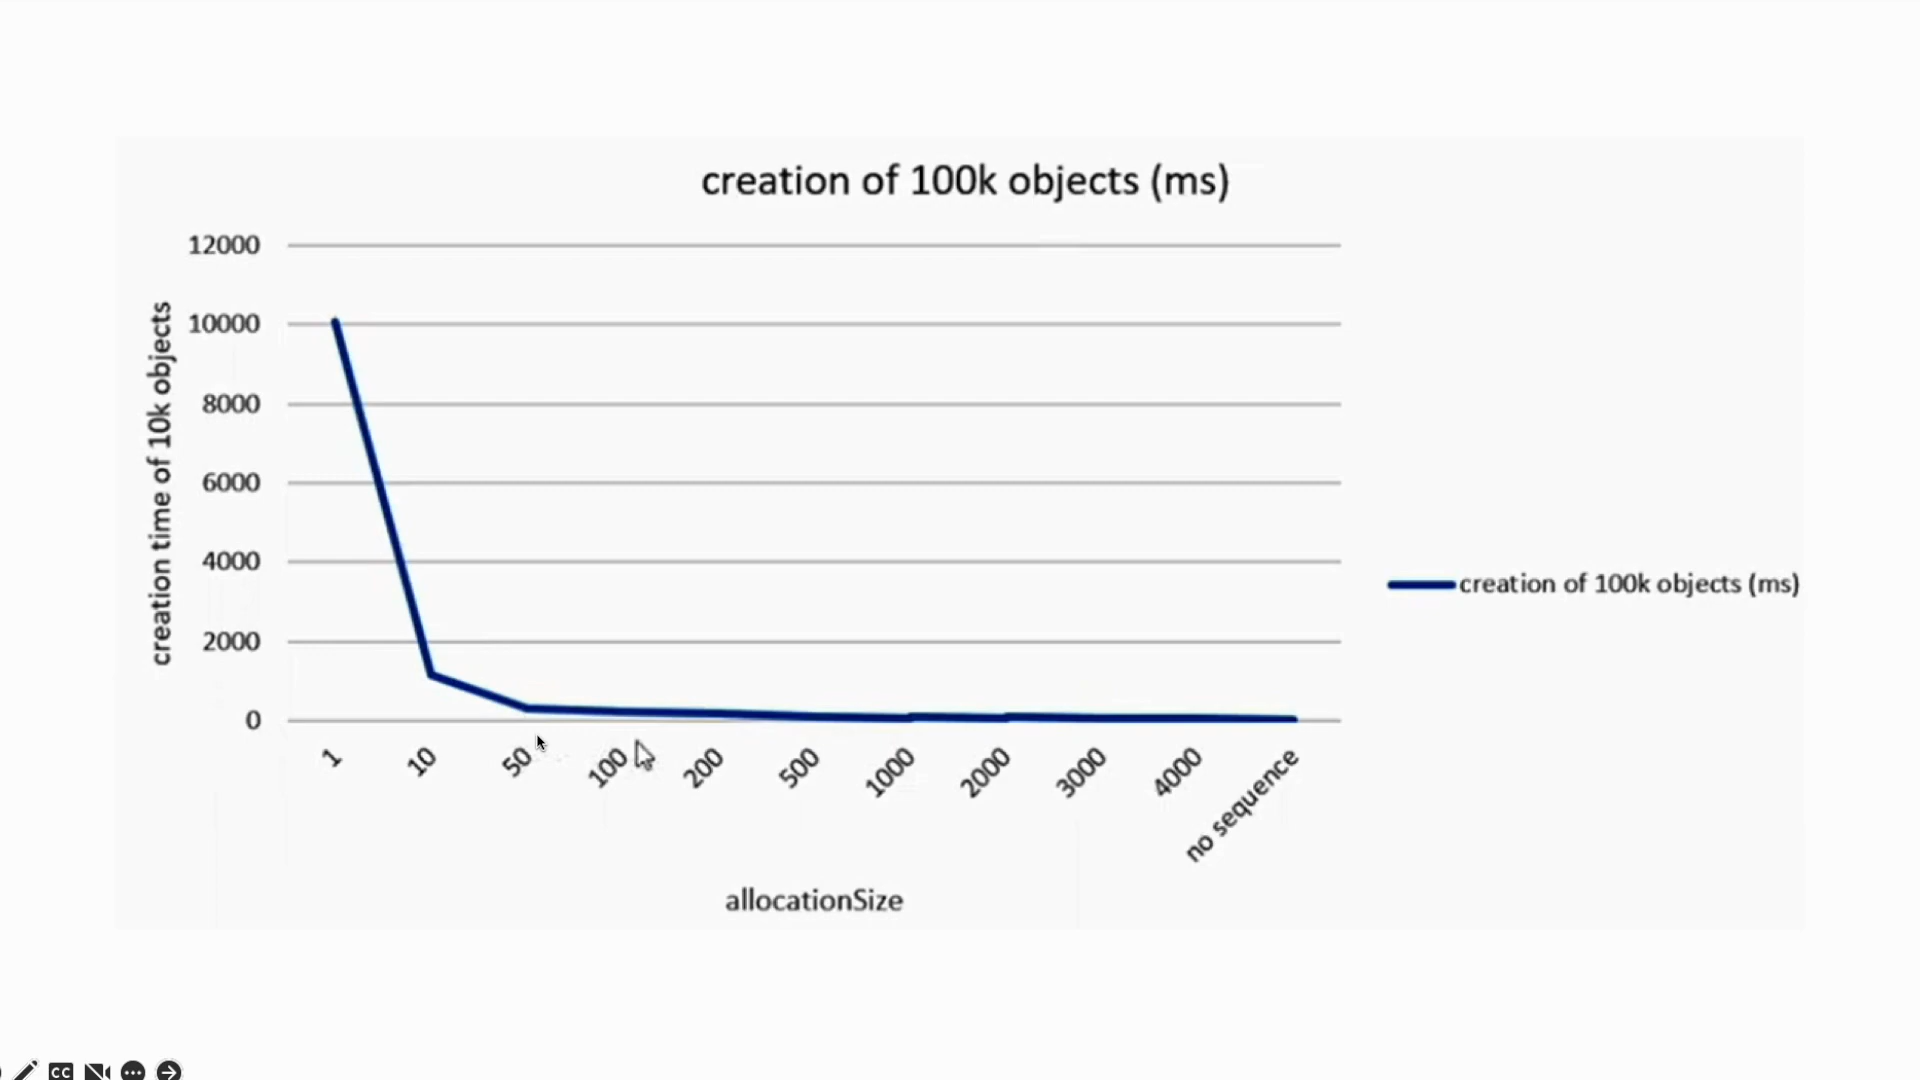 creation of 100k objects (ms)
creation time of 10k objects
12000
10000
8000
6000
4000
2000
0
1
10
50
100
200
500
1000
2000
3000
4000
no sequence
allocationSize
creation of 100k objects (ms)
CC